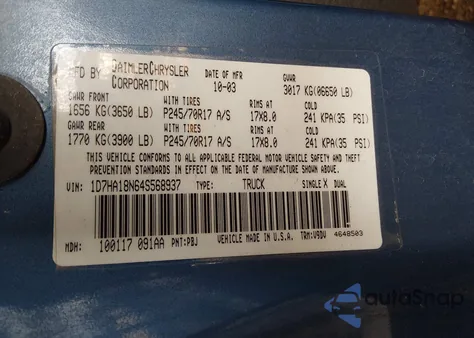 MFD BY DAIMLERCHRYSLER CORPORATION DATE OF MFR 10-03 GVWR 3017 KG(06650 LB)
GAWR FRONT WITH TIRES RIMS AT COLD
1656 KG(3650 LB) P245/70R17 A/S 17X8.0 241 KPA(35 PSI)
GAWR REAR WITH TIRES RIMS AT COLD
1770 KG(3900 LB) P245/70R17 A/S 17X8.0 241 KPA(35 PSI)
THIS VEHICLE CONFORMS TO ALL APPLICABLE FEDERAL MOTOR VEHICLE SAFETY AND THEFT
PREVENTION STANDARDS IN EFFECT ON THE DATE OF MANUFACTURE SHOWN ABOVE.
VIN: 1D7HA18N64S568937 TYPE: TRUCK SINGLE X DUAL
MDH: 100117 091AA PNT:PBJ VEHICLE MADE IN U.S.A. TRM:V9DV 4648503
autoSnap